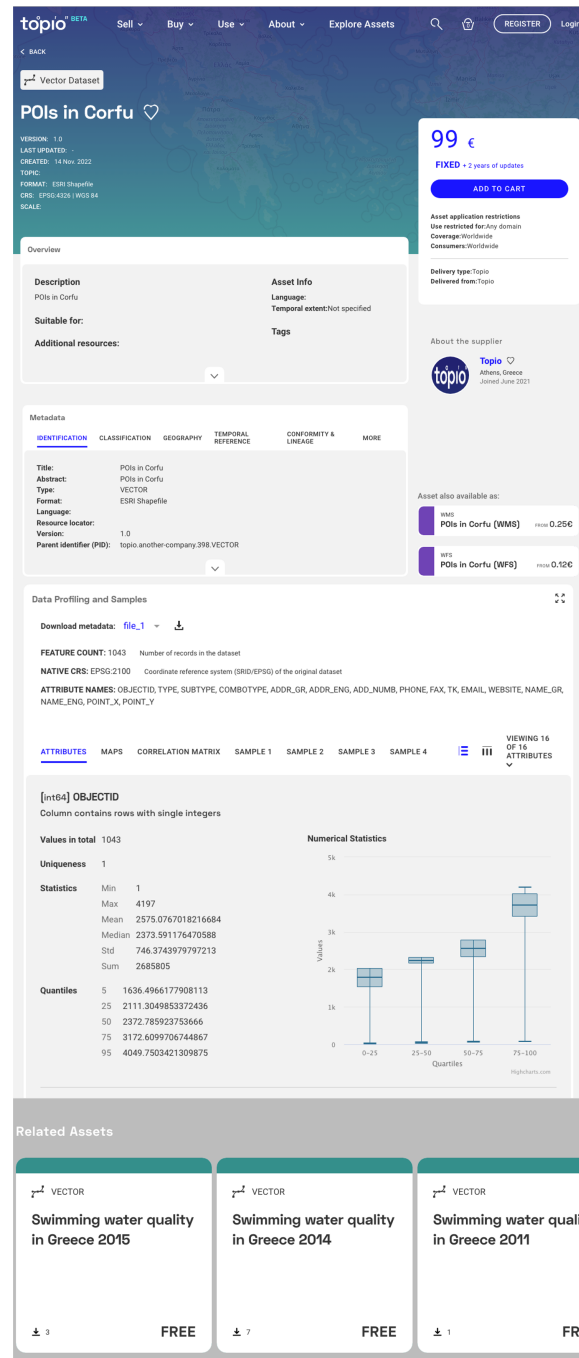 topio BETA
Sell
Buy
Use
About
Explore Assets
REGISTER
Login
< BACK
Vector Dataset
POIs in Corfu
VERSION: 1.0
LAST UPDATED: -
CREATED: 14 Nov. 2022
TOPIC:
FORMAT: ESRI Shapefile
CRS: EPSG:4326 | WGS 84
SCALE:
99 €
FIXED + 2 years of updates
ADD TO CART
Asset application restrictions
Use restricted for:Any domain
Coverage:Worldwide
Consumers:Worldwide
Delivery type:Topio
Delivered from:Topio
Overview
Description
POIs in Corfu
Suitable for:
Additional resources:
Asset Info
Language:
Temporal extent:Not specified
Tags
About the supplier
topio
Topio
Athens, Greece
Joined June 2021
Metadata
IDENTIFICATION
CLASSIFICATION
GEOGRAPHY
TEMPORAL REFERENCE
CONFORMITY & LINEAGE
MORE
Title: POIs in Corfu
Abstract: POIs in Corfu
Type: VECTOR
Format: ESRI Shapefile
Language:
Resource locator:
Version: 1.0
Parent identifier (PID): topio.another-company.398.VECTOR
Asset also available as:
WMS
POIs in Corfu (WMS) FROM 0.25€
WFS
POIs in Corfu (WFS) FROM 0.12€
Data Profiling and Samples
Download metadata: file_1
FEATURE COUNT: 1043 Number of records in the dataset
NATIVE CRS: EPSG:2100 Coordinate reference system (SRID/EPSG) of the original dataset
ATTRIBUTE NAMES: OBJECTID, TYPE, SUBTYPE, COMBOTYPE, ADDR_GR, ADDR_ENG, ADD_NUMB, PHONE, FAX, TK, EMAIL, WEBSITE, NAME_GR,
NAME_ENG, POINT_X, POINT_Y
ATTRIBUTES
MAPS
CORRELATION MATRIX
SAMPLE 1
SAMPLE 2
SAMPLE 3
SAMPLE 4
VIEWING 16
OF 16
ATTRIBUTES
[int64] OBJECTID
Column contains rows with single integers
Values in total 1043
Uniqueness 1
Statistics Min 1
Max 4197
Mean 2575.0767018216684
Median 2373.591176470588
Std 746.3743979797213
Sum 2685805
Quantiles 5 1636.4966177908113
25 2111.3049853372436
50 2372.785923753666
75 3172.6099706744867
95 4049.7503421309875
Numerical Statistics
5k
4k
3k
2k
1k
0
Values
0-25
25-50
50-75
75-100
Quartiles
Highcharts.com
Related Assets
VECTOR
Swimming water quality
in Greece 2015
3
FREE
VECTOR
Swimming water quality
in Greece 2014
7
FREE
VECTOR
Swimming water quali
in Greece 2011
1
FR